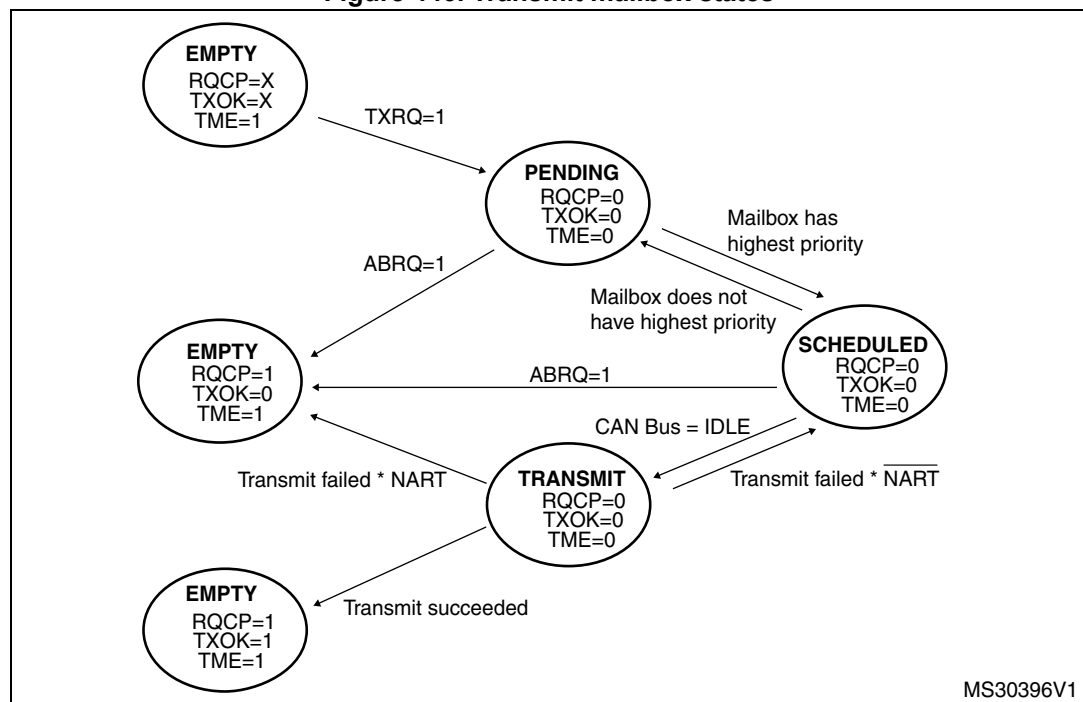 EMPTY
RQCP=X
TXOK=X
TME=1
TXRQ=1
PENDING
RQCP=0
TXOK=0
TME=0
Mailbox has
highest priority
ABRQ=1
Mailbox does not
have highest priority
EMPTY
RQCP=1
TXOK=0
TME=1
ABRQ=1
SCHEDULED
RQCP=0
TXOK=0
TME=0
CAN Bus = IDLE
Transmit failed * NART
TRANSMIT
RQCP=0
TXOK=0
TME=0
Transmit failed * N̅A̅R̅T̅
EMPTY
RQCP=1
TXOK=1
TME=1
Transmit succeeded
MS30396V1